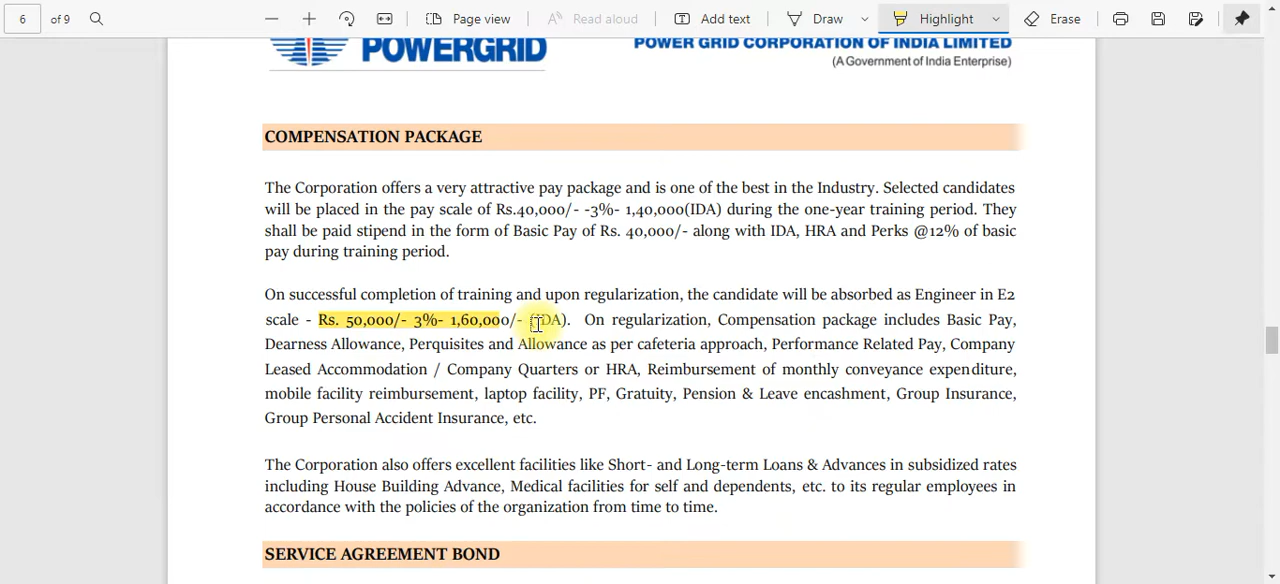 6 of 9 Page view Read aloud Add text Draw Highlight Erase
POWERGRID
POWER GRID CORPORATION OF INDIA LIMITED
(A Government of India Enterprise)
COMPENSATION PACKAGE
The Corporation offers a very attractive pay package and is one of the best in the Industry. Selected candidates
will be placed in the pay scale of Rs.40,000/- -3%- 1,40,000(IDA) during the one-year training period. They
shall be paid stipend in the form of Basic Pay of Rs. 40,000/- along with IDA, HRA and Perks @12% of basic
pay during training period.
On successful completion of training and upon regularization, the candidate will be absorbed as Engineer in E2
scale - Rs. 50,000/- 3%- 1,60,000/- (IDA). On regularization, Compensation package includes Basic Pay,
Dearness Allowance, Perquisites and Allowance as per cafeteria approach, Performance Related Pay, Company
Leased Accommodation / Company Quarters or HRA, Reimbursement of monthly conveyance expenditure,
mobile facility reimbursement, laptop facility, PF, Gratuity, Pension & Leave encashment, Group Insurance,
Group Personal Accident Insurance, etc.
The Corporation also offers excellent facilities like Short- and Long-term Loans & Advances in subsidized rates
including House Building Advance, Medical facilities for self and dependents, etc. to its regular employees in
accordance with the policies of the organization from time to time.
SERVICE AGREEMENT BOND